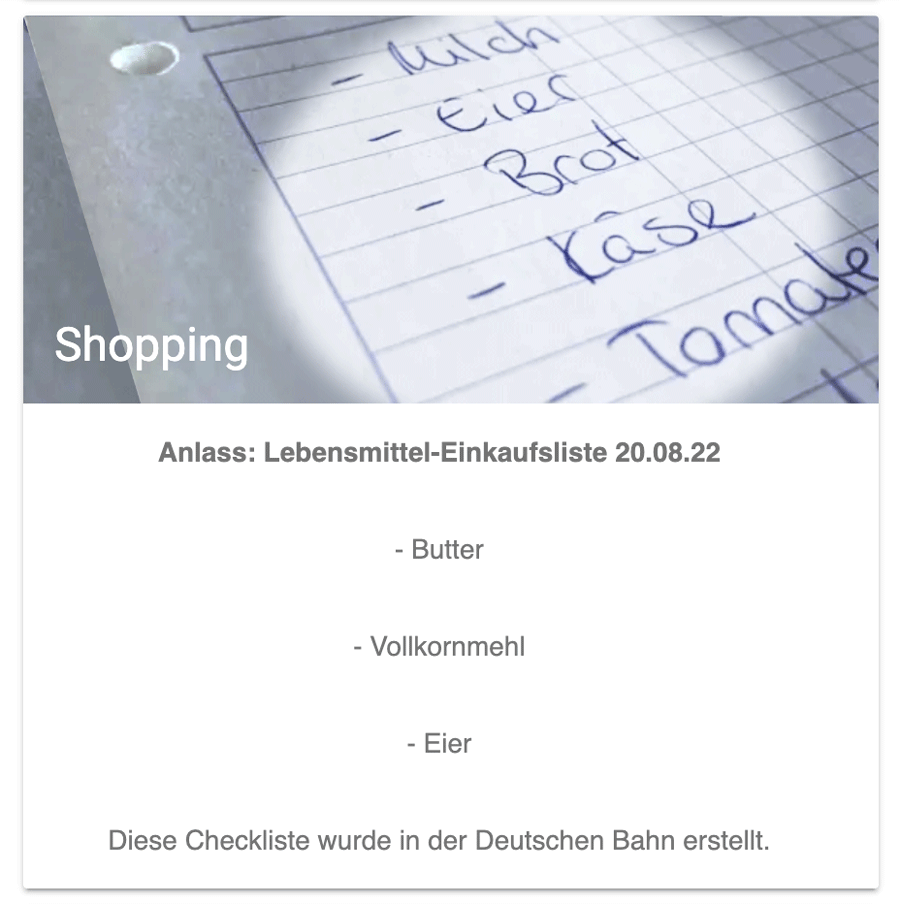 - Milch
- Eier
- Brot
- Käse
- Tomate
Shopping
Anlass: Lebensmittel-Einkaufsliste 20.08.22
- Butter
- Vollkornmehl
- Eier
Diese Checkliste wurde in der Deutschen Bahn erstellt.